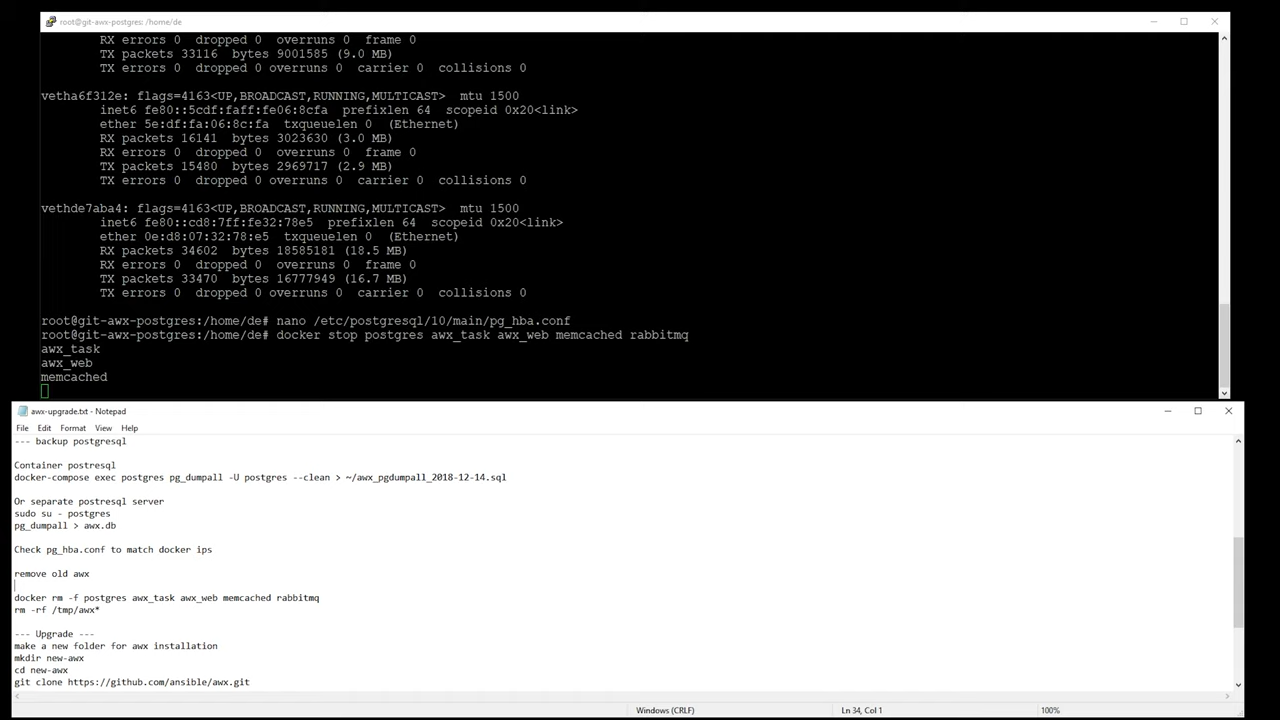 root@git-awx-postgres: /home/de
RX errors 0  dropped 0  overruns 0  frame 0
TX packets 33116  bytes 9001585 (9.0 MB)
TX errors 0  dropped 0 overruns 0  carrier 0  collisions 0
vetha6f312e: flags=4163<UP,BROADCAST,RUNNING,MULTICAST>  mtu 1500
inet6 fe80::5cdf:faff:fe06:8cfa  prefixlen 64  scopeid 0x20<link>
ether 5e:df:fa:06:8c:fa  txqueuelen 0  (Ethernet)
RX packets 16141  bytes 3023630 (3.0 MB)
RX errors 0  dropped 0  overruns 0  frame 0
TX packets 15480  bytes 2969717 (2.9 MB)
TX errors 0  dropped 0 overruns 0  carrier 0  collisions 0
vethde7aba4: flags=4163<UP,BROADCAST,RUNNING,MULTICAST>  mtu 1500
inet6 fe80::cd8:7ff:fe32:78e5  prefixlen 64  scopeid 0x20<link>
ether 0e:d8:07:32:78:e5  txqueuelen 0  (Ethernet)
RX packets 34602  bytes 18585181 (18.5 MB)
RX errors 0  dropped 0  overruns 0  frame 0
TX packets 33470  bytes 16777949 (16.7 MB)
TX errors 0  dropped 0 overruns 0  carrier 0  collisions 0
root@git-awx-postgres:/home/de# nano /etc/postgresql/10/main/pg_hba.conf
root@git-awx-postgres:/home/de# docker stop postgres awx_task awx_web memcached rabbitmq
awx_task
awx_web
memcached
awx-upgrade.txt - Notepad
File Edit Format View Help
--- backup postgresql
Container postresql
docker-compose exec postgres pg_dumpall -U postgres --clean > ~/awx_pgdumpall_2018-12-14.sql
Or separate postresql server
sudo su - postgres
pg_dumpall > awx.db
Check pg_hba.conf to match docker ips
remove old awx
docker rm -f postgres awx_task awx_web memcached rabbitmq
rm -rf /tmp/awx*
--- Upgrade ---
make a new folder for awx installation
mkdir new-awx
cd new-awx
git clone https://github.com/ansible/awx.git
Windows (CRLF) Ln 34, Col 1 100%